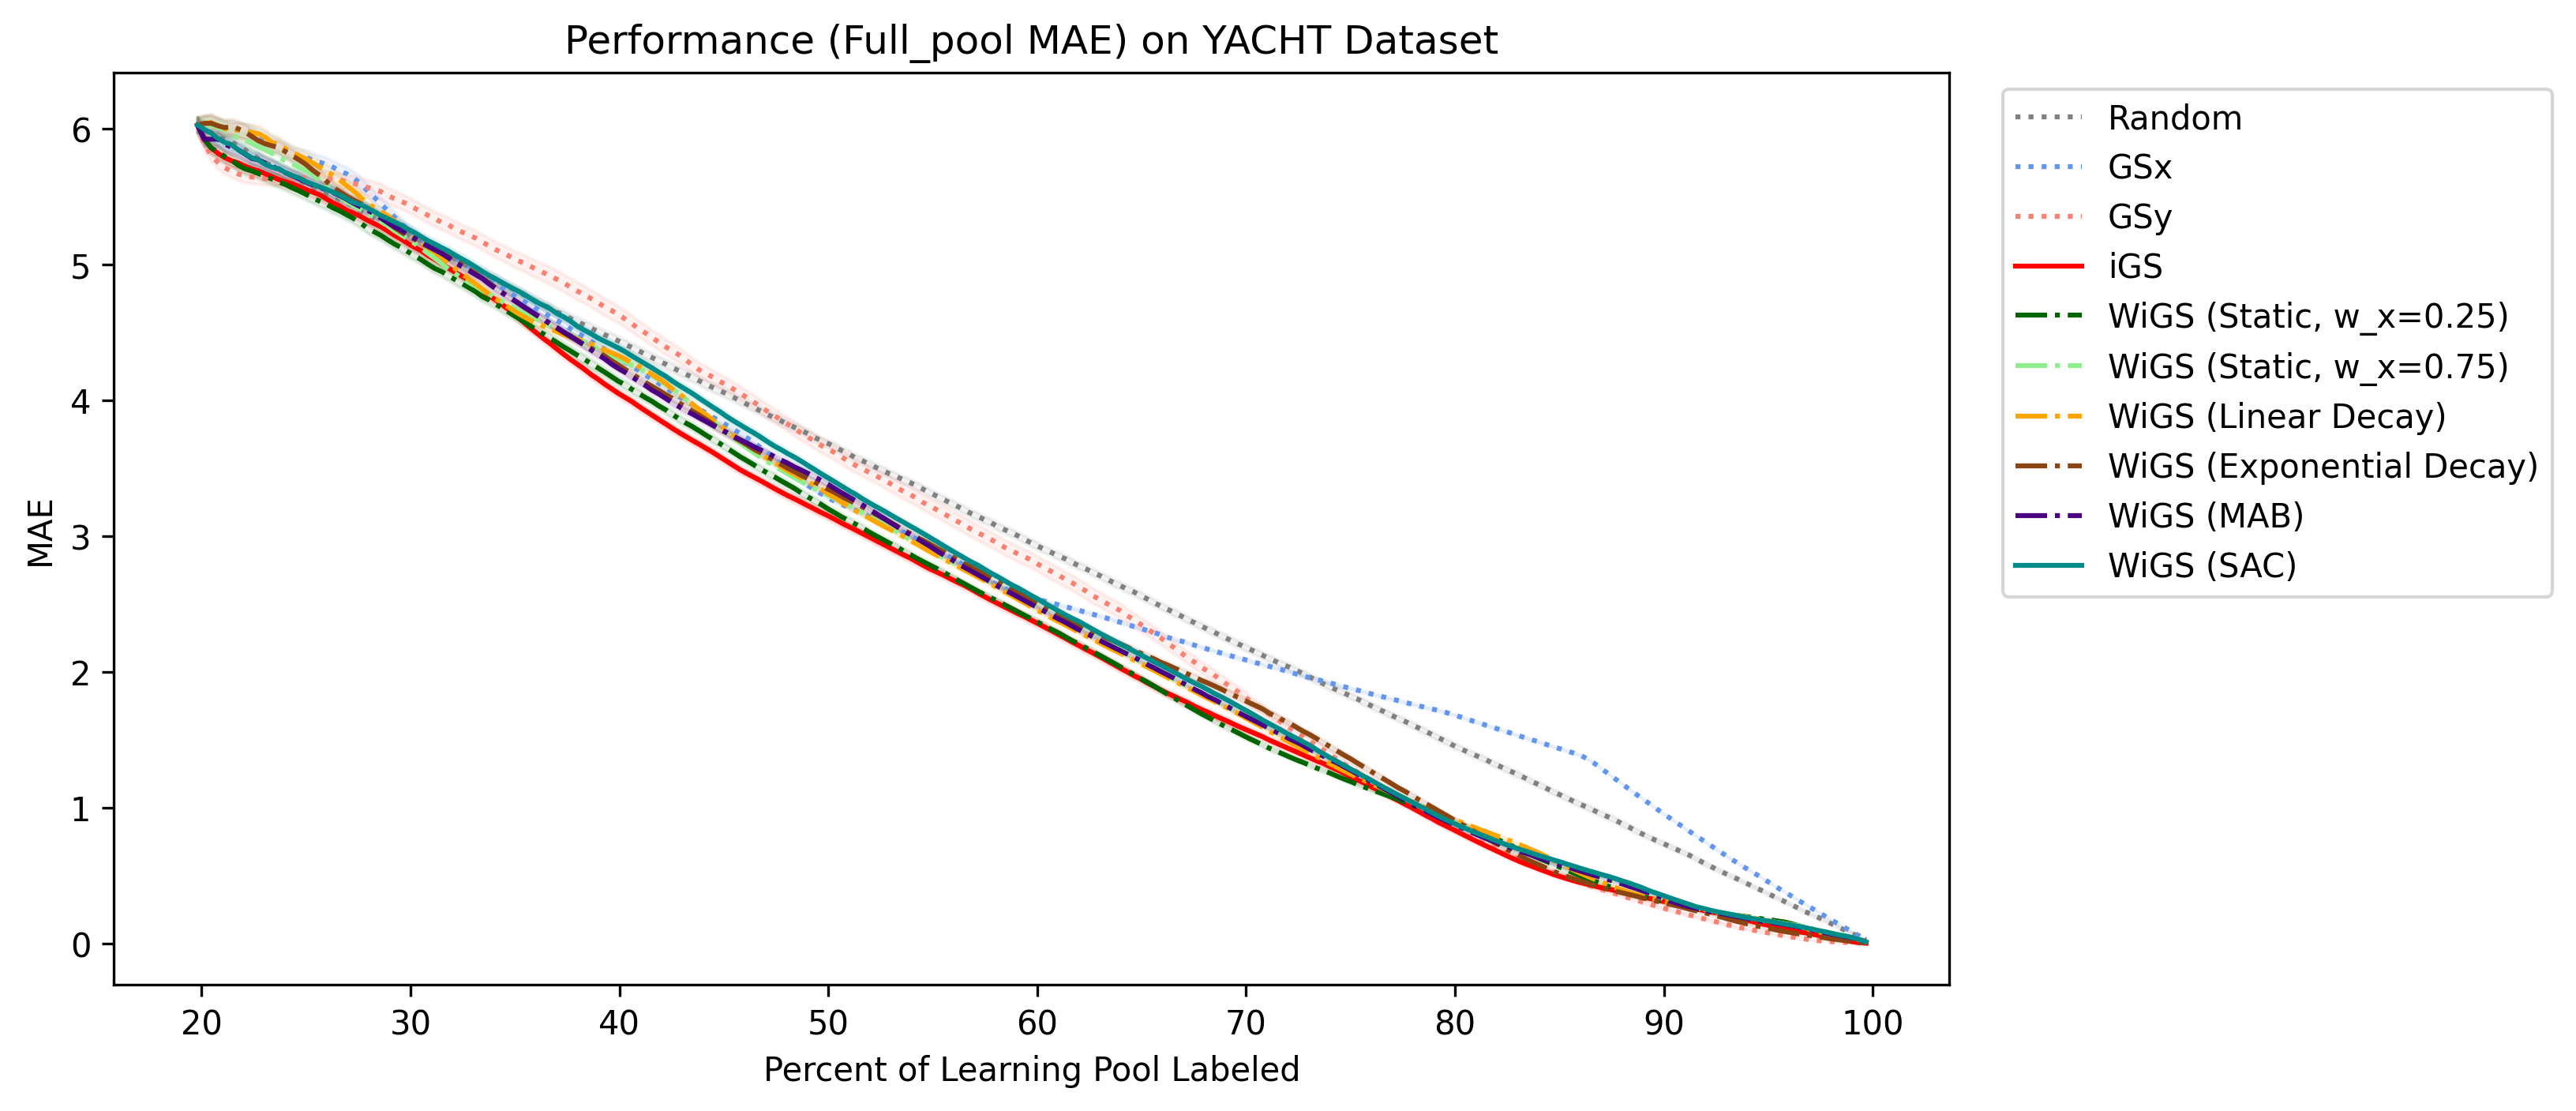 Performance (Full_pool MAE) on YACHT Dataset
MAE
6
5
4
3
2
1
0
20 30 40 50 60 70 80 90 100
Percent of Learning Pool Labeled
Random
GSx
GSy
iGS
WiGS (Static, w_x=0.25)
WiGS (Static, w_x=0.75)
WiGS (Linear Decay)
WiGS (Exponential Decay)
WiGS (MAB)
WiGS (SAC)